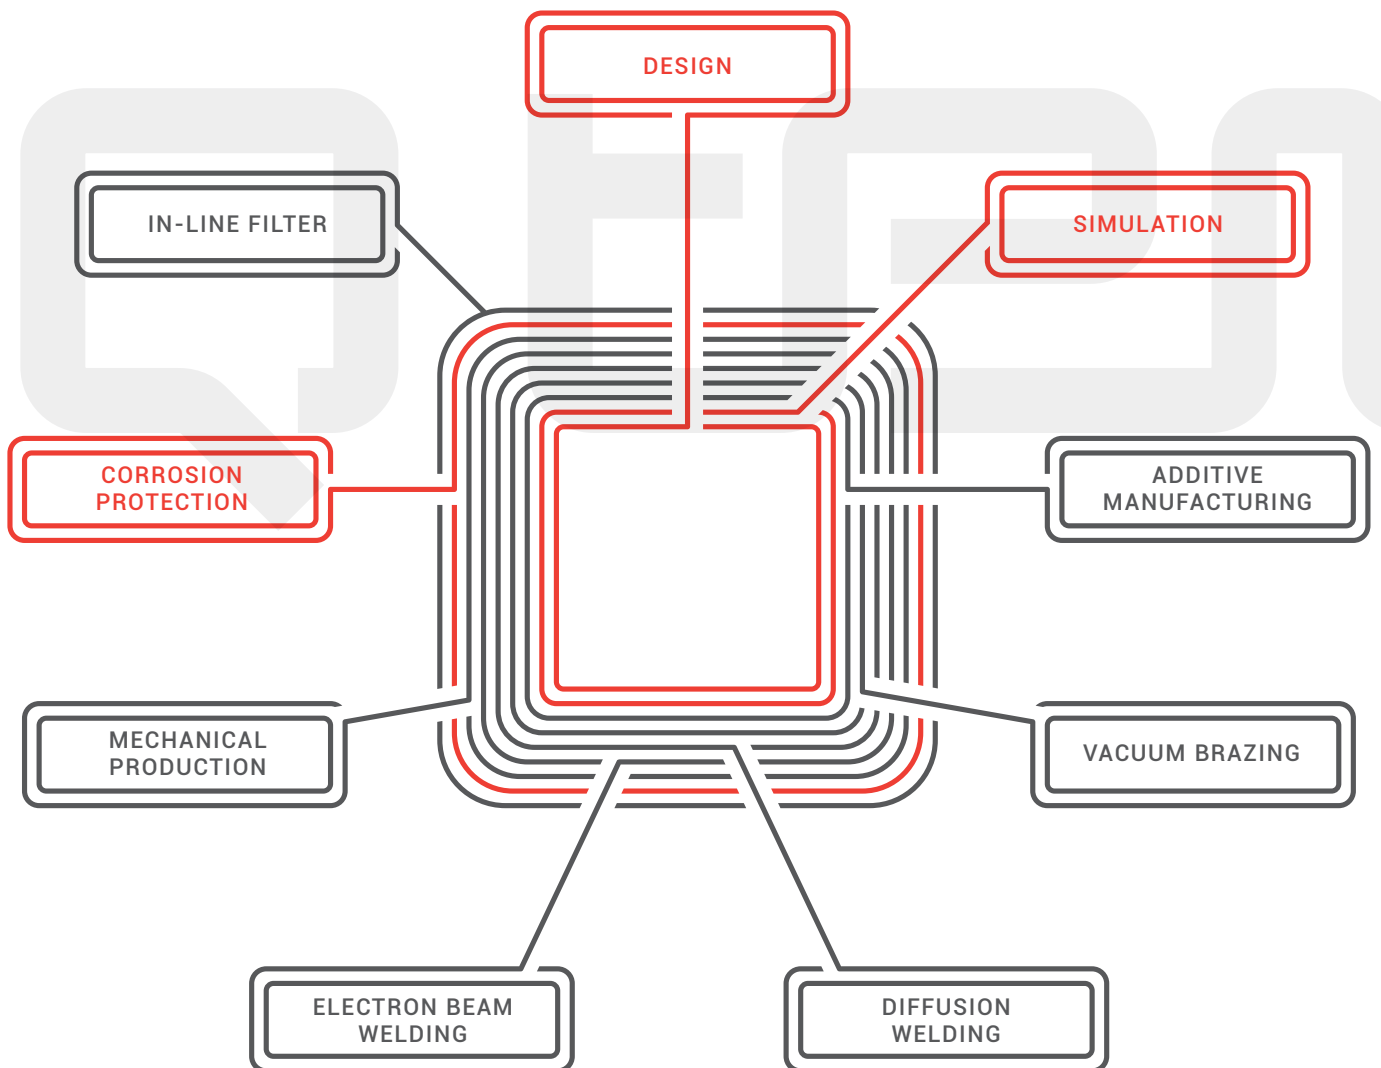 DESIGN
IN-LINE FILTER
SIMULATION
CORROSION
PROTECTION
ADDITIVE
MANUFACTURING
MECHANICAL
PRODUCTION
VACUUM BRAZING
ELECTRON BEAM
WELDING
DIFFUSION
WELDING